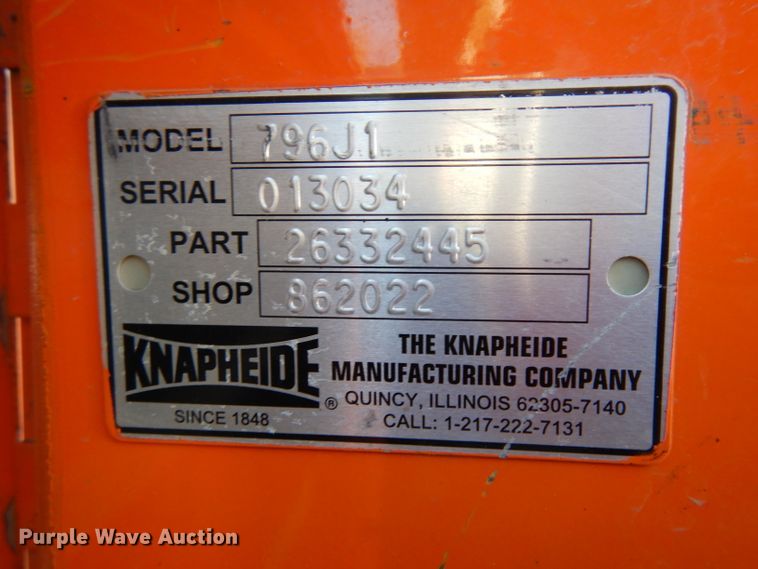 MODEL 796J1
SERIAL 013034
PART 26332445
SHOP 862022
KNAPHEIDE ®
SINCE 1848
THE KNAPHEIDE
MANUFACTURING COMPANY
QUINCY, ILLINOIS 62305-7140
CALL: 1-217-222-7131
Purple Wave Auction